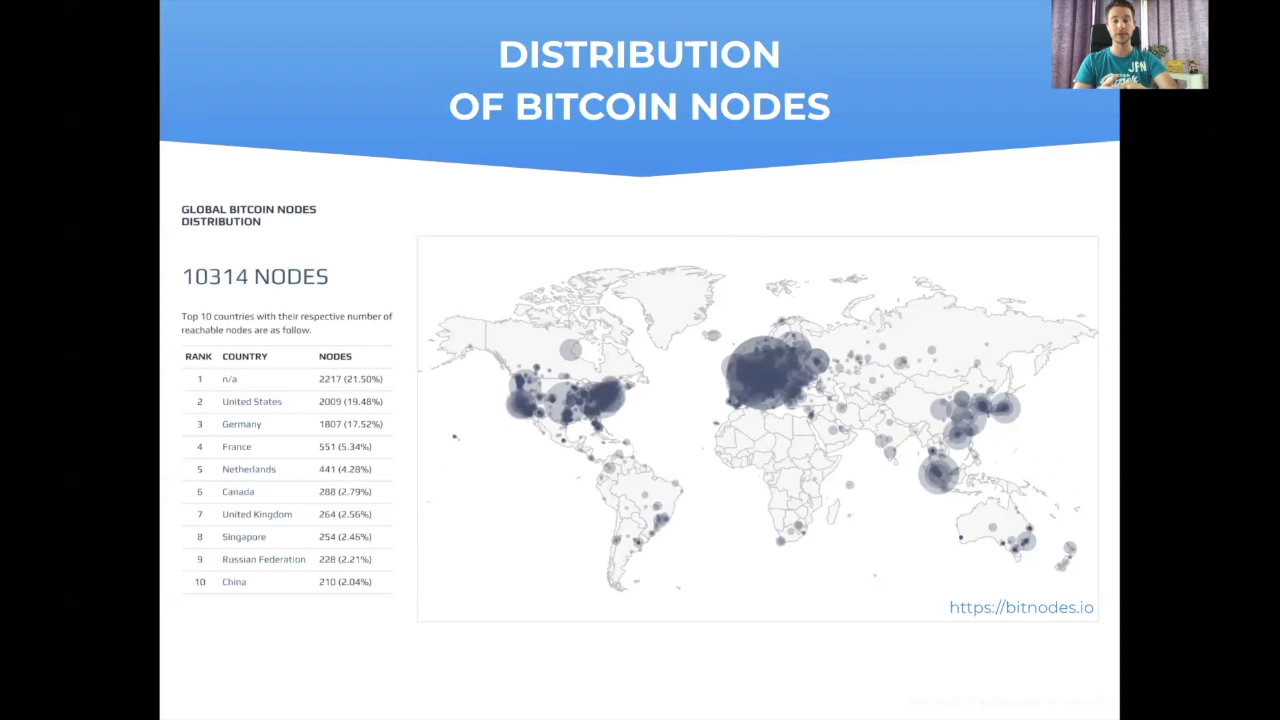 DISTRIBUTION
OF BITCOIN NODES
GLOBAL BITCOIN NODES
DISTRIBUTION
10314 NODES
Top 10 countries with their respective number of
reachable nodes are as follow.
RANK COUNTRY NODES
1 n/a 2217 (21.50%)
2 United States 2009 (19.48%)
3 Germany 1807 (17.52%)
4 France 551 (5.34%)
5 Netherlands 441 (4.28%)
6 Canada 288 (2.79%)
7 United Kingdom 264 (2.56%)
8 Singapore 254 (2.46%)
9 Russian Federation 228 (2.21%)
10 China 210 (2.04%)
https://bitnodes.io
JPN